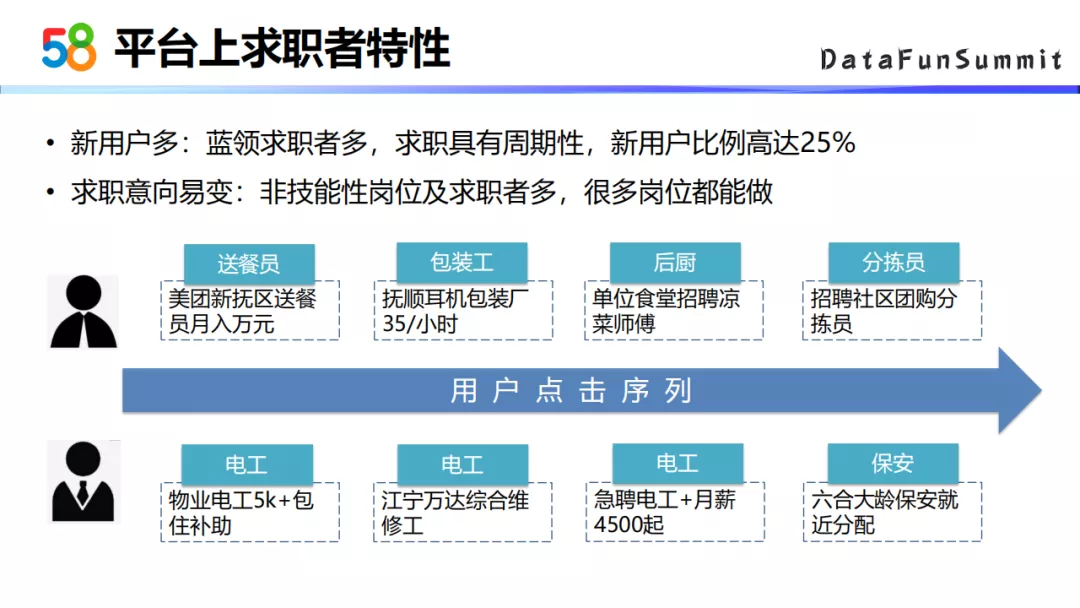 58 平台上求职者特性
DataFunSummit
• 新用户多：蓝领求职者多，求职具有周期性，新用户比例高达25%
• 求职意向易变：非技能性岗位及求职者多，很多岗位都能做
送餐员
美团新抚区送餐
员月入万元
包装工
抚顺耳机包装厂
35/小时
后厨
单位食堂招聘凉
菜师傅
分拣员
招聘社区团购分
拣员
用户点击序列
电工
物业电工5k+包
住补助
电工
江宁万达综合维
修工
电工
急聘电工+月薪
4500起
保安
六合大龄保安就
近分配